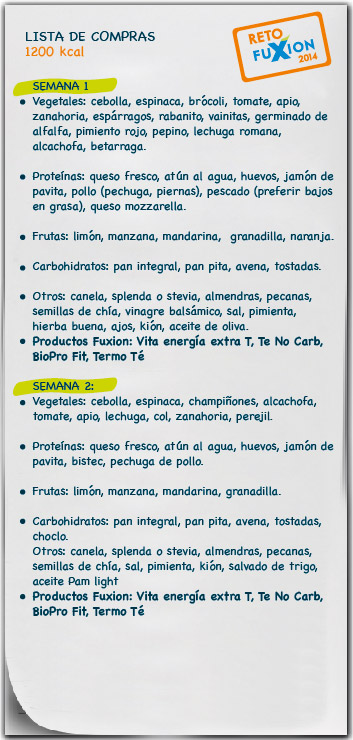 LISTA DE COMPRAS
1200 kcal
RETO
FUXION
2014
SEMANA 1
• Vegetales: cebolla, espinaca, brócoli, tomate, apio,
zanahoria, espárragos, rabanito, vainitas, germinado de
alfalfa, pimiento rojo, pepino, lechuga romana,
alcachofa, betarraga.
• Proteínas: queso fresco, atún al agua, huevos, jamón de
pavita, pollo (pechuga, piernas), pescado (preferir bajos
en grasa), queso mozzarella.
• Frutas: limón, manzana, mandarina, granadilla, naranja.
• Carbohidratos: pan integral, pan pita, avena, tostadas.
• Otros: canela, splenda o stevia, almendras, pecanas,
semillas de chía, vinagre balsámico, sal, pimienta,
hierba buena, ajos, kión, aceite de oliva.
• Productos Fuxion: Vita energía extra T, Te No Carb,
BioPro Fit, Termo Té
SEMANA 2:
• Vegetales: cebolla, espinaca, champiñones, alcachofa,
tomate, apio, lechuga, col, zanahoria, perejil.
• Proteínas: queso fresco, atún al agua, huevos, jamón de
pavita, bistec, pechuga de pollo.
• Frutas: limón, manzana, mandarina, granadilla.
• Carbohidratos: pan integral, pan pita, avena, tostadas,
choclo.
Otros: canela, splenda o stevia, almendras, pecanas,
semillas de chía, sal, pimienta, kión, salvado de trigo,
aceite Pam light
• Productos Fuxion: Vita energía extra T, Te No Carb,
BioPro Fit, Termo Té